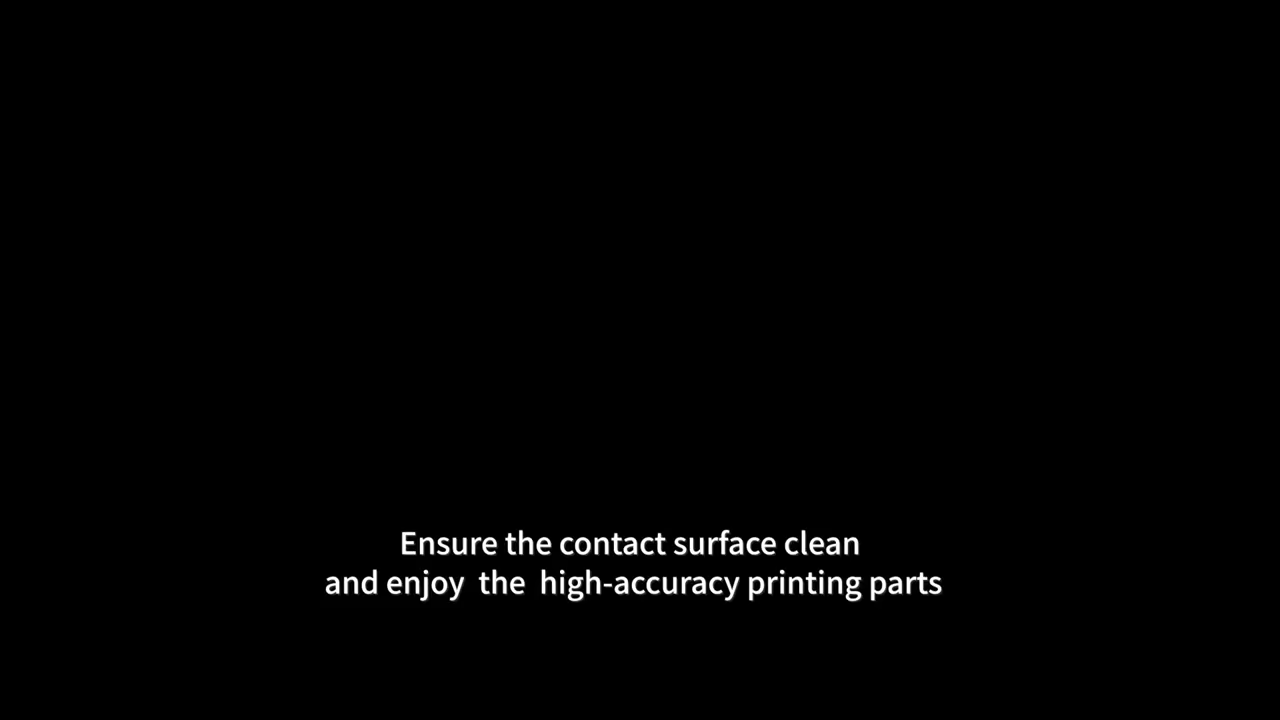 Ensure the contact surface clean
and enjoy  the  high-accuracy printing parts